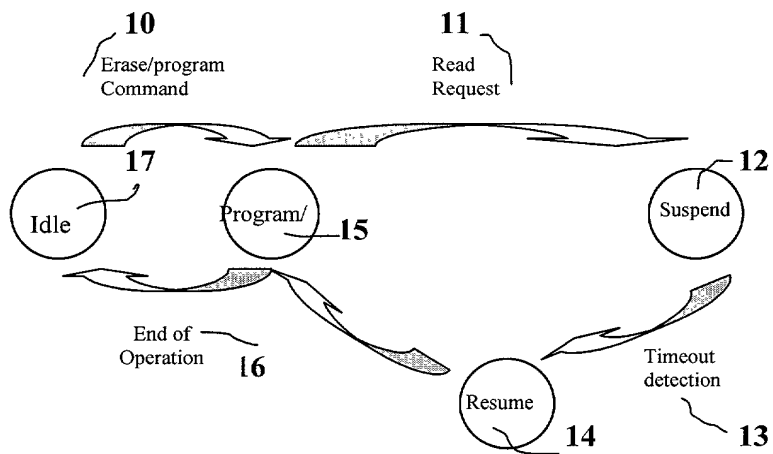 10
11
Erase/program
Command
Read
Request
17
12
Idle
Program/
15
Suspend
End of
Operation
16
Timeout
detection
Resume
14
13